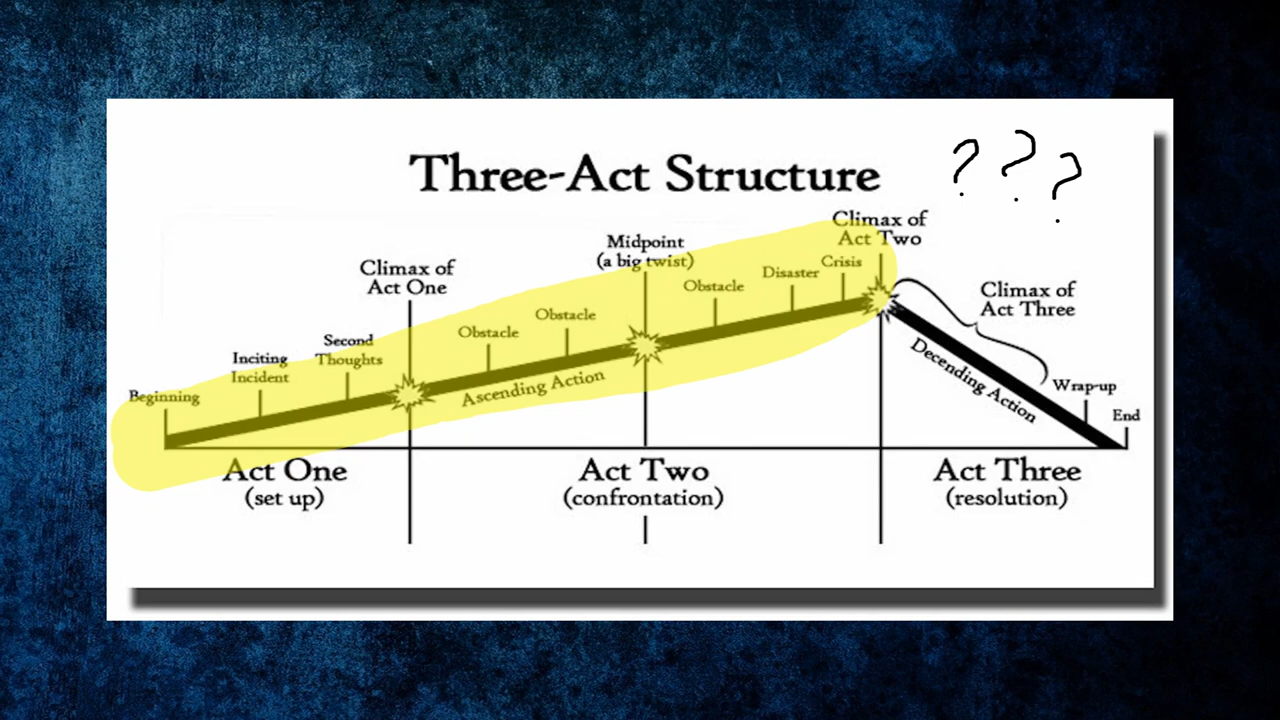 ? ? ?
Three-Act Structure
Climax of
Act Two
Midpoint
(a big twist)
Crisis
Disaster
Climax of
Act One
Obstacle
Climax of
Act Three
Obstacle
Obstacle
Second
Thoughts
Inciting
Incident
Beginning
Ascending Action
Decending Action
Wrap-up
End
Act One
(set up)
Act Two
(confrontation)
Act Three
(resolution)